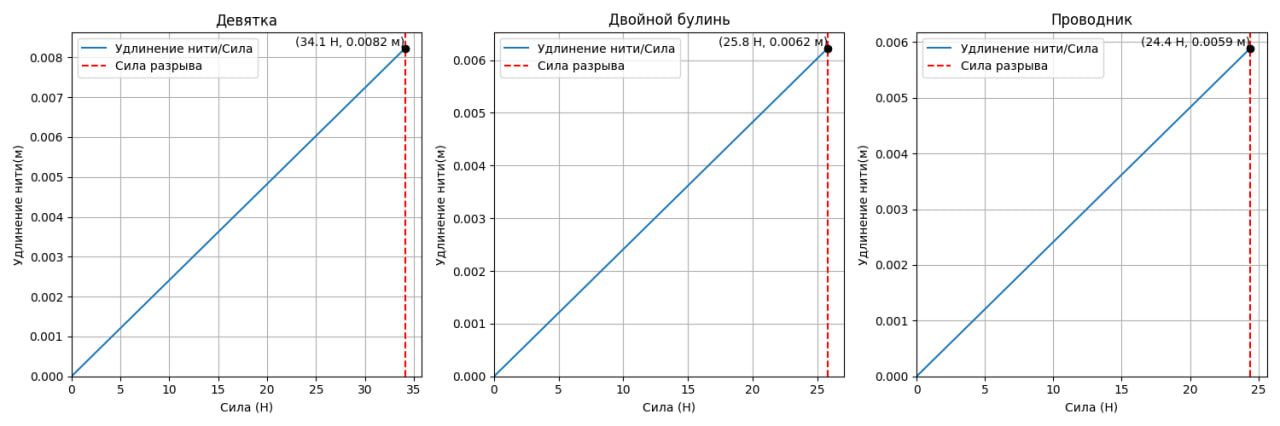 Девятка
(34.1 Н, 0.0082 м)
Удлинение нити/Сила
Сила разрыва
0.008
0.007
0.006
0.005
0.004
0.003
0.002
0.001
0.000
Удлинение нити(м)
0 5 10 15 20 25 30 35
Сила (Н)
Двойной булинь
(25.8 Н, 0.0062 м)
Удлинение нити/Сила
Сила разрыва
0.006
0.005
0.004
0.003
0.002
0.001
0.000
Удлинение нити(м)
0 5 10 15 20 25
Сила (Н)
Проводник
(24.4 Н, 0.0059 м)
Удлинение нити/Сила
Сила разрыва
0.006
0.005
0.004
0.003
0.002
0.001
0.000
Удлинение нити(м)
0 5 10 15 20 25
Сила (Н)